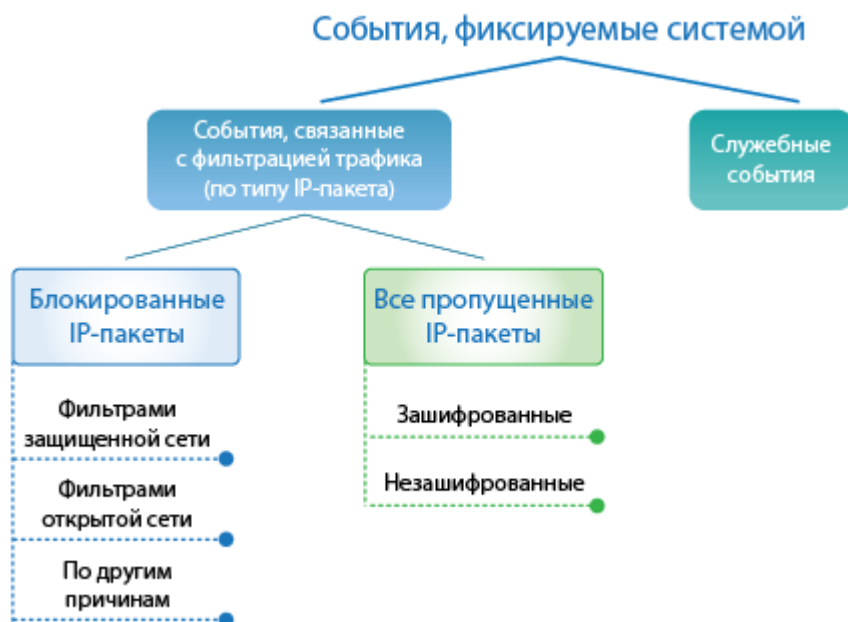 События, фиксируемые системой
События, связанные
с фильтрацией трафика
(по типу IP-пакета)
Служебные
события
Блокированные
IP-пакеты
Все пропущенные
IP-пакеты
Фильтрами
защищенной сети
Фильтрами
открытой сети
По другим
причинам
Зашифрованные
Незашифрованные